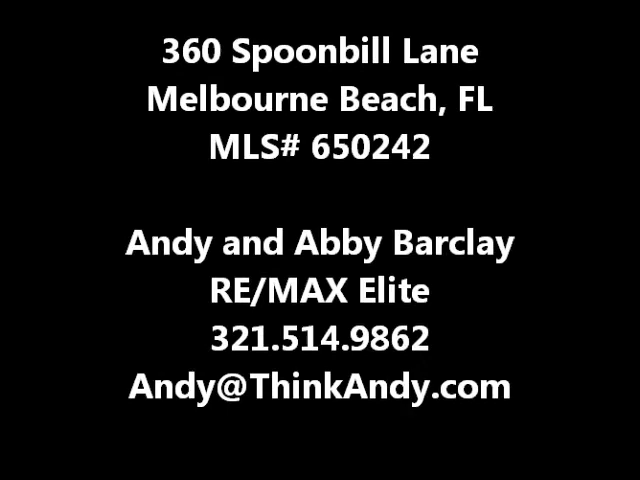 360 Spoonbill Lane
Melbourne Beach, FL
MLS# 650242
Andy and Abby Barclay
RE/MAX Elite
321.514.9862
Andy@ThinkAndy.com